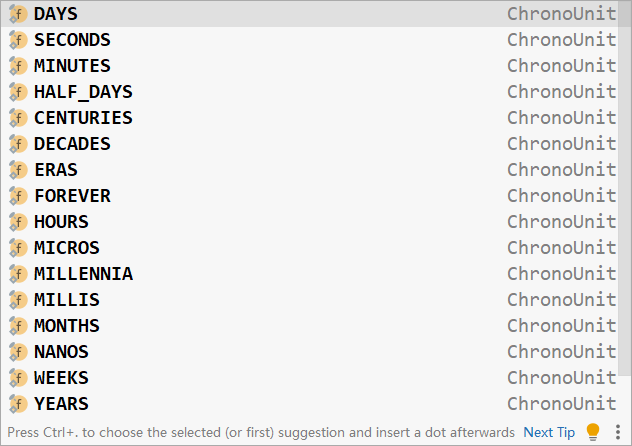 DAYS ChronoUnit
SECONDS ChronoUnit
MINUTES ChronoUnit
HALF_DAYS ChronoUnit
CENTURIES ChronoUnit
DECADES ChronoUnit
ERAS ChronoUnit
FOREVER ChronoUnit
HOURS ChronoUnit
MICROS ChronoUnit
MILLENNIA ChronoUnit
MILLIS ChronoUnit
MONTHS ChronoUnit
NANOS ChronoUnit
WEEKS ChronoUnit
YEARS ChronoUnit
Press Ctrl+. to choose the selected (or first) suggestion and insert a dot afterwards Next Tip